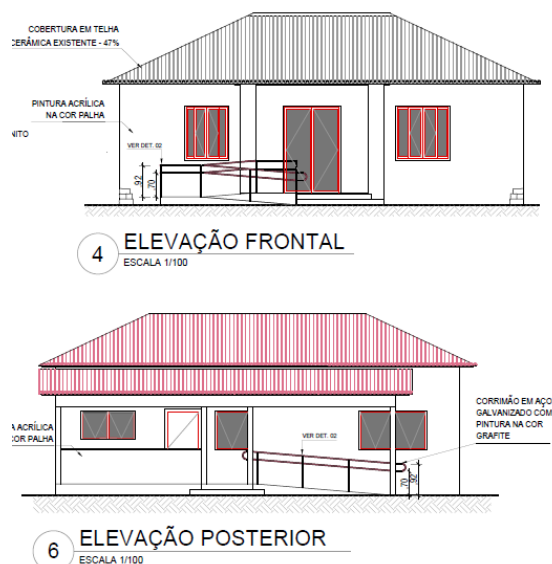 COBERTURA EM TELHA
CERÂMICA EXISTENTE - 47%
PINTURA ACRÍLICA
NA COR PALHA
NITO
VER DET. 02
.92
.70
4
ELEVAÇÃO FRONTAL
ESCALA 1/100
A ACRÍLICA
COR PALHA
VER DET. 02
CORRIMÃO EM AÇO
GALVANIZADO COM
PINTURA NA COR
GRAFITE
.70
.92
6
ELEVAÇÃO POSTERIOR
ESCALA 1/100